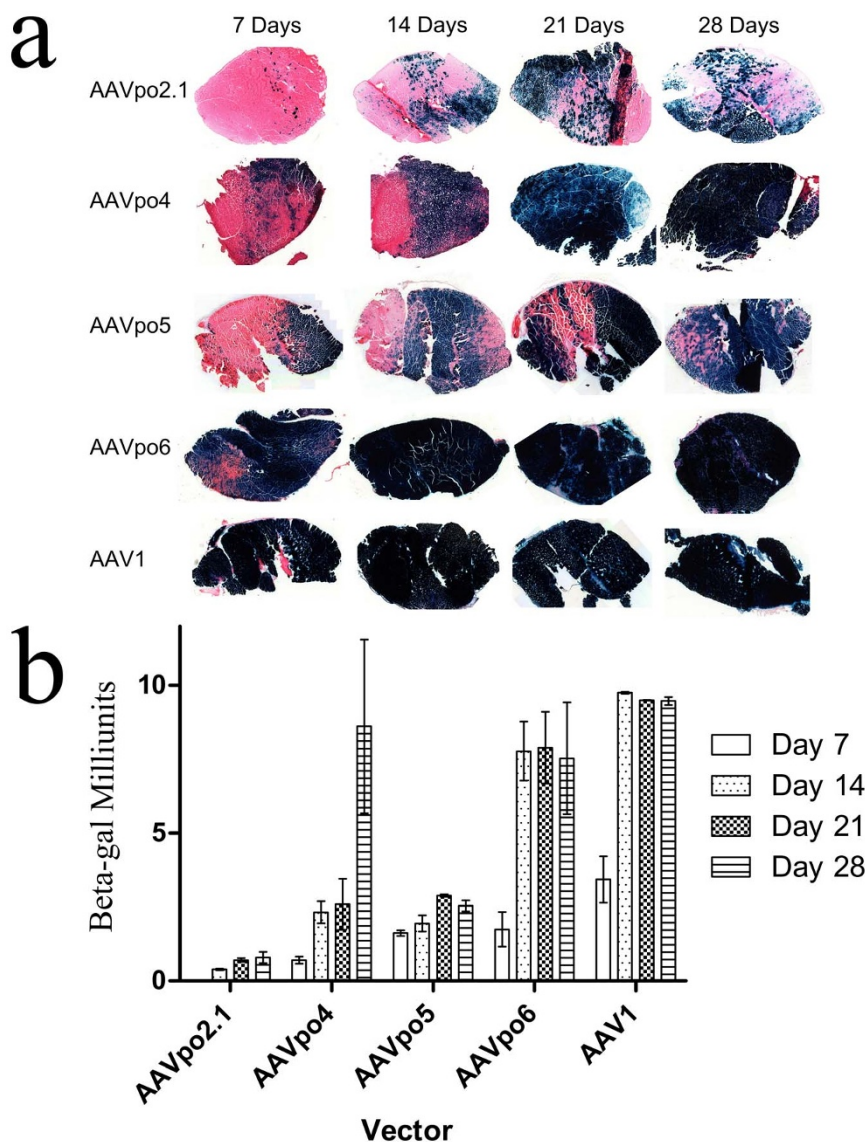 a
7 Days 14 Days 21 Days 28 Days
AAVpo2.1
AAVpo4
AAVpo5
AAVpo6
AAV1
b
Beta-gal Milliunits
10
5
0
Day 7
Day 14
Day 21
Day 28
AAVpo2.1 AAVpo4 AAVpo5 AAVpo6 AAV1
Vector